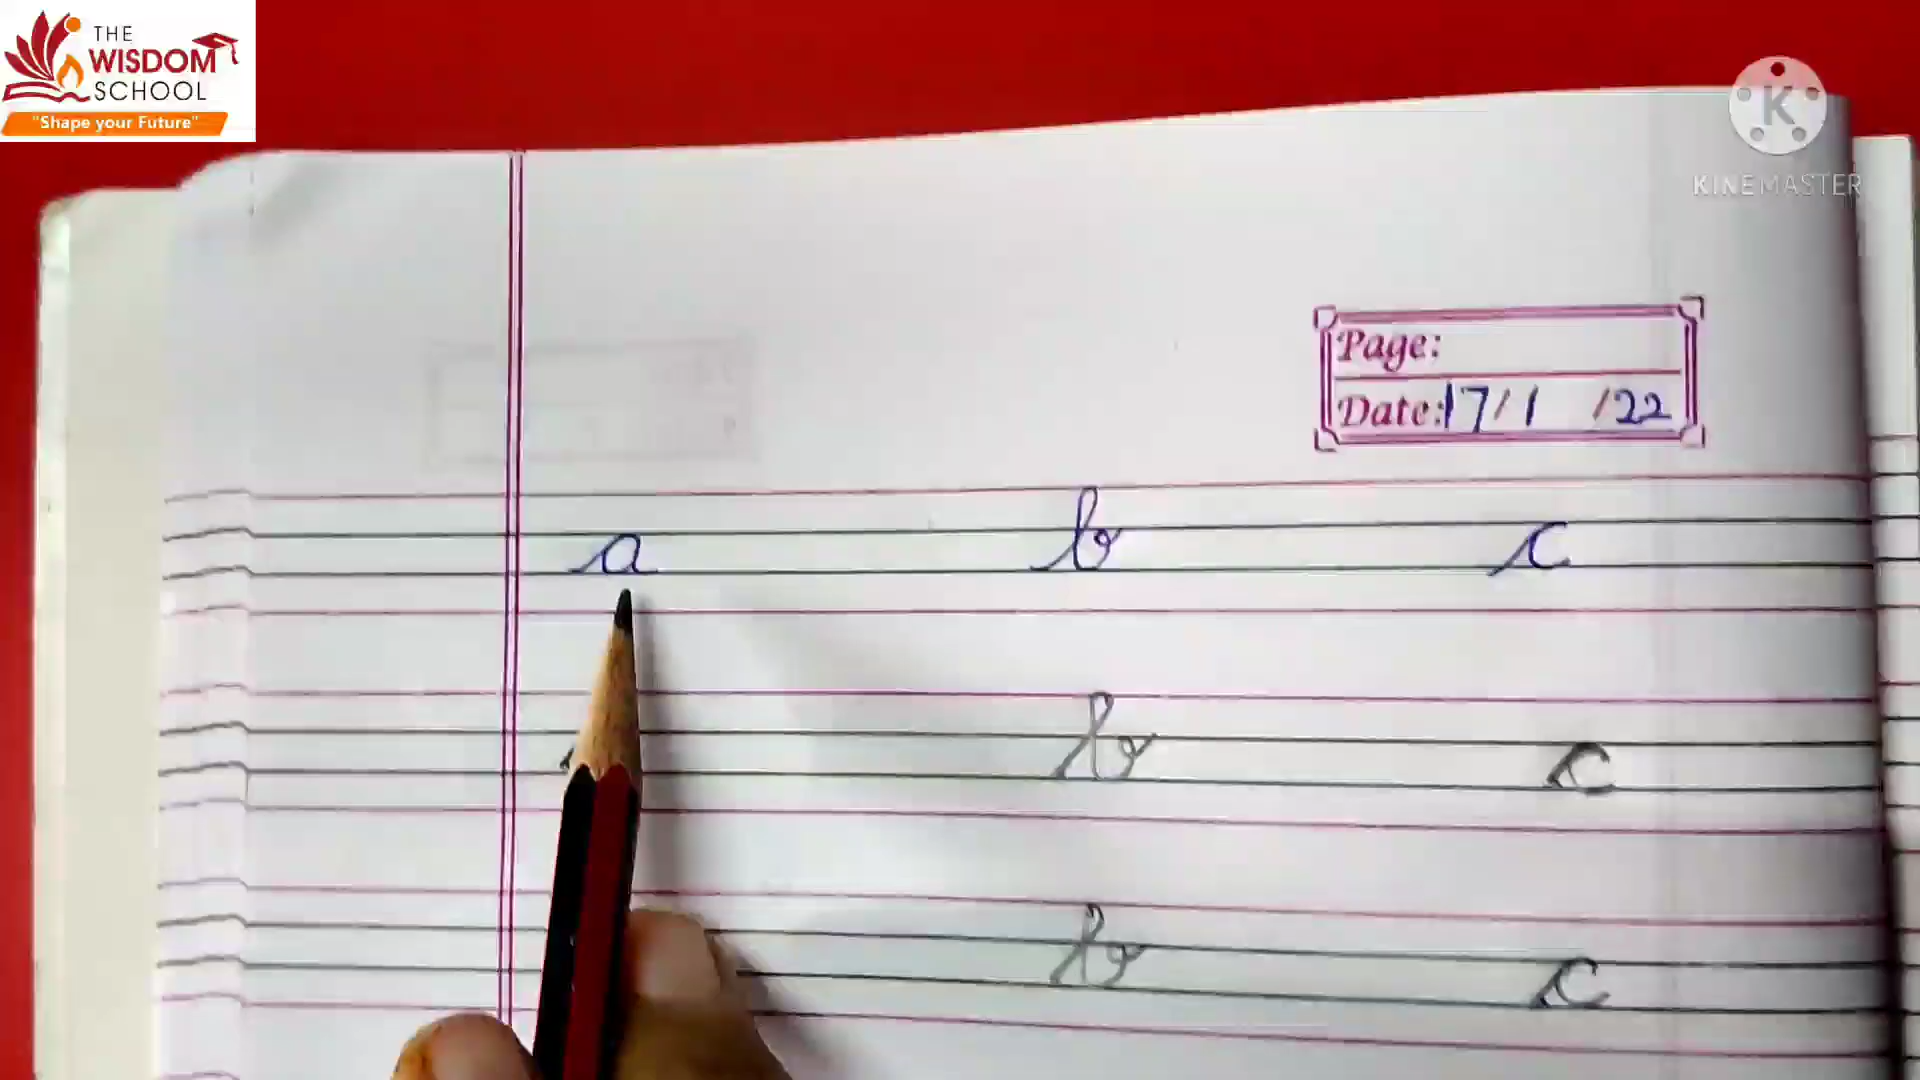 THE
WISDOM
SCHOOL
"Shape your Future"
K
KINEMASTER
Page:
Date: 17/1/22
a b c
b c
b c